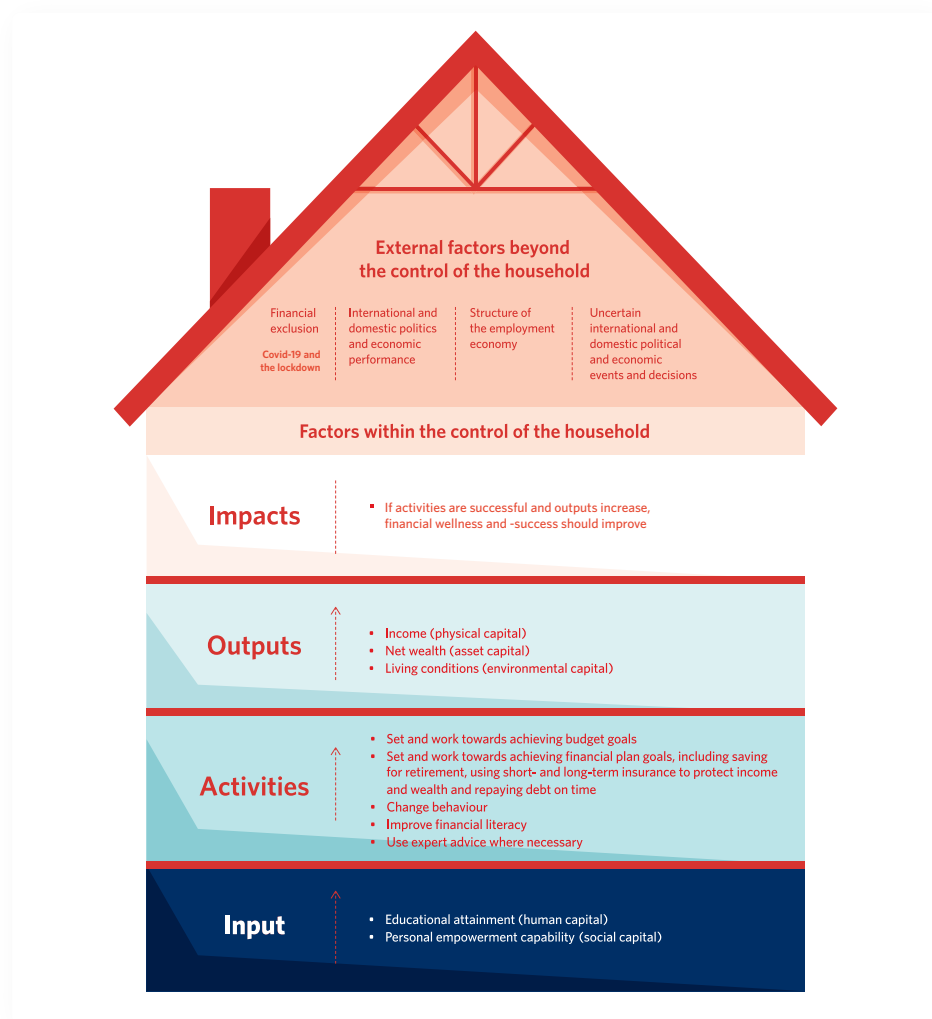 External factors beyond
the control of the household
Financial
exclusion
Covid-19 and
the lockdown
International and
domestic politics
and economic
performance
Structure of
the employment
economy
Uncertain
international and
domestic political
and economic
events and decisions
Factors within the control of the household
Impacts
▪ If activities are successful and outputs increase,
financial wellness and -success should improve
Outputs
▪ Income (physical capital)
▪ Net wealth (asset capital)
▪ Living conditions (environmental capital)
Activities
▪ Set and work towards achieving budget goals
▪ Set and work towards achieving financial plan goals, including saving
for retirement, using short- and long-term insurance to protect income
and wealth and repaying debt on time
▪ Change behaviour
▪ Improve financial literacy
▪ Use expert advice where necessary
Input
▪ Educational attainment (human capital)
▪ Personal empowerment capability (social capital)